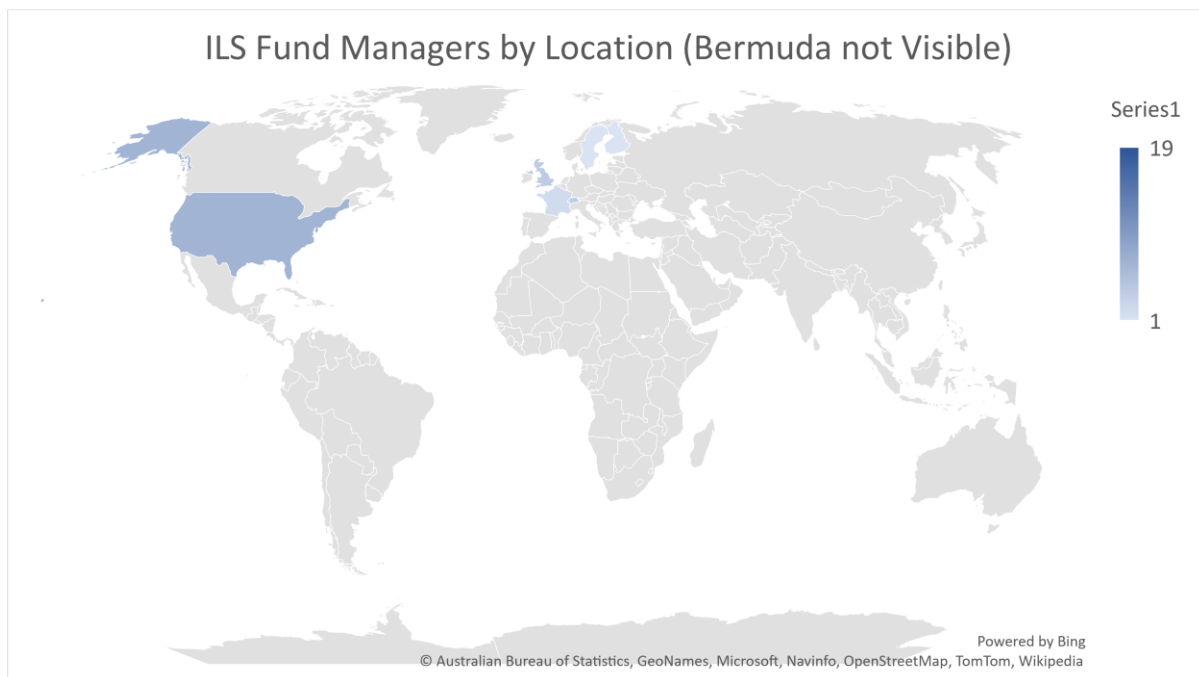 ILS Fund Managers by Location (Bermuda not Visible)
Series1
19
1
Powered by Bing
© Australian Bureau of Statistics, GeoNames, Microsoft, Navinfo, OpenStreetMap, TomTom, Wikipedia